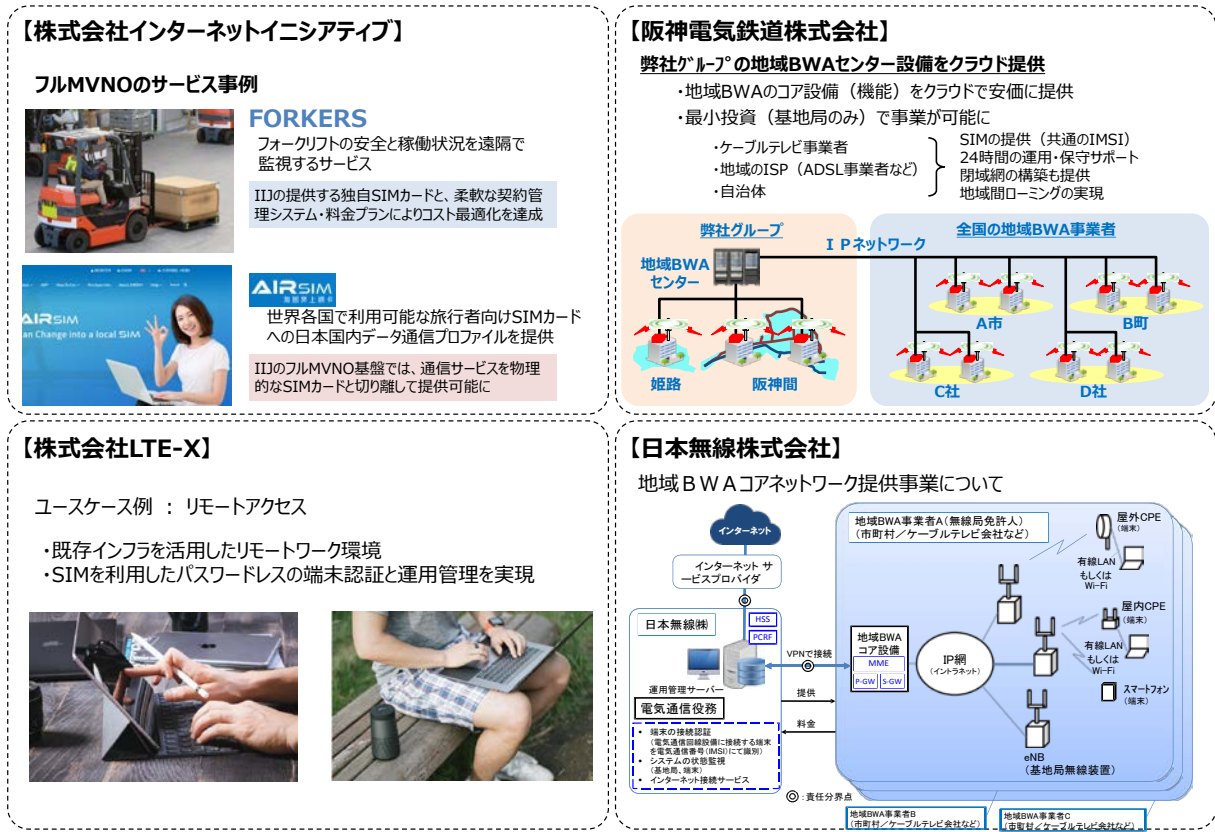 【株式会社インターネットイニシアティブ】
フルMVNOのサービス事例
FORKERS
フォークリフトの安全と稼働状況を遠隔で
監視するサービス
IIJの提供する独自SIMカードと、柔軟な契約管
理システム・料金プランによりコスト最適化を達成
AIRSIM
AIRSIM
an Change into a local SIM
世界各国で利用可能な旅行者向けSIMカード
への日本国内データ通信プロファイルを提供
IIJのフルMVNO基盤では、通信サービスを物理
的なSIMカードと切り離して提供可能に
【阪神電気鉄道株式会社】
弊社ｸﾞﾙｰﾌﾟの地域BWAセンター設備をクラウド提供
・地域BWAのコア設備（機能）をクラウドで安価に提供
・最小投資（基地局のみ）で事業が可能に
・ケーブルテレビ事業者
・地域のISP（ADSL事業者など）
・自治体
SIMの提供（共通のIMSI）
24時間の運用・保守サポート
閉域網の構築も提供
地域間ローミングの実現
弊社グループ
ＩＰネットワーク
全国の地域BWA事業者
地域BWA
センター
A市
B町
姫路
阪神間
C社
D社
【株式会社LTE-X】
ユースケース例 ： リモートアクセス
・既存インフラを活用したリモートワーク環境
・SIMを利用したパスワードレスの端末認証と運用管理を実現
【日本無線株式会社】
地域ＢＷＡコアネットワーク提供事業について
インターネット
インターネット サ
ービスプロバイダ
日本無線㈱
HSS
PCRF
運用管理サーバー
電気通信役務
• 端末の接続認証
（電気通信回線設備に接続する端末
を電気通信番号(IMSI)にて識別）
• システムの状態監視
（基地局、端末）
• インターネット接続サービス
VPNで接続
提供
料金
◎：責任分界点
地域BWA事業者A（無線局免許人）
（市町村／ケーブルテレビ会社など）
地域BWA
コア設備
MME
P-GW
S-GW
IP網
（イントラネット）
屋外CPE
（端末）
有線LAN
もしくは
Wi-Fi
屋内CPE
（端末）
有線LAN
もしくは
Wi-Fi
スマートフォン
（端末）
eNB
（基地局無線装置）
地域BWA事業者B
（市町村／ケーブルテレビ会社など）
地域BWA事業者C
（市町村／ケーブルテレビ会社など）